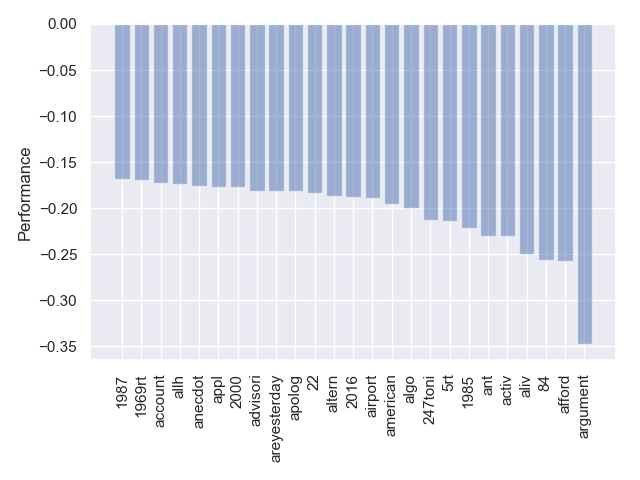 0.00
−0.05
−0.10
−0.15
−0.20
−0.25
−0.30
−0.35
Performance
1987
1969rt
account
allh
anecdot
appl
2000
advisori
areyesterday
apolog
22
altern
2016
airport
american
algo
247toni
5rt
1985
ant
activ
aliv
84
afford
argument